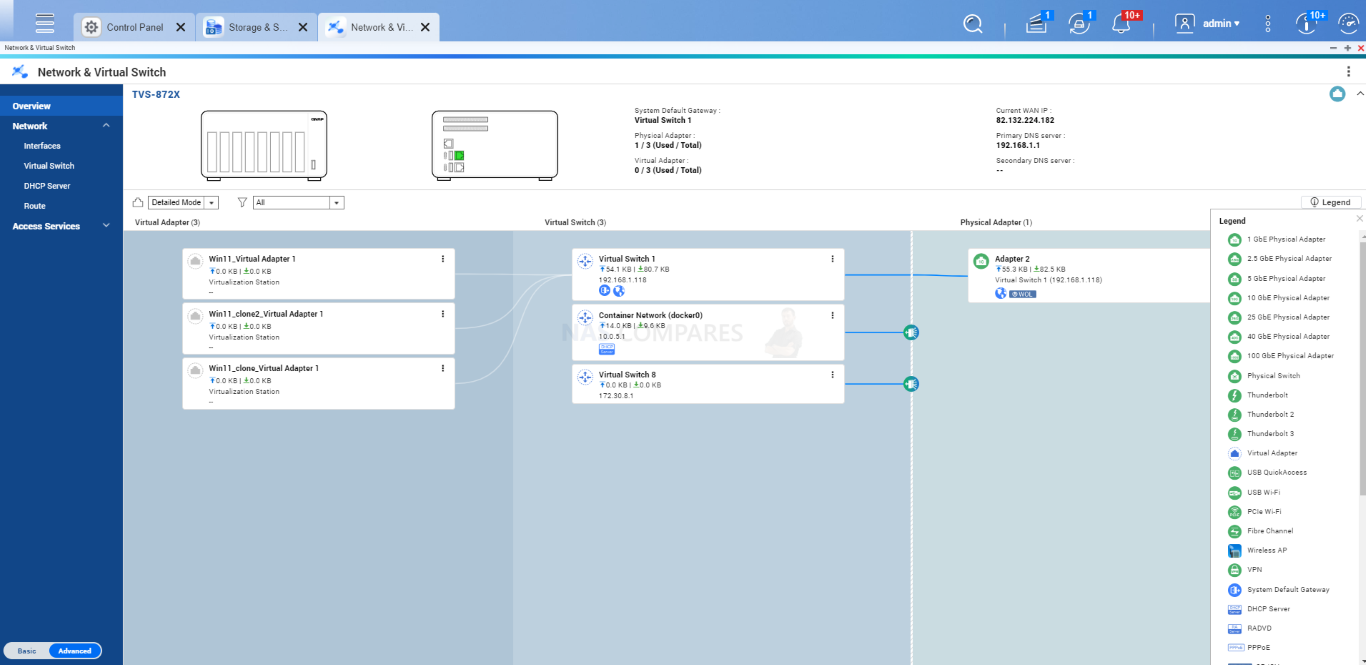 Control Panel
Storage & S...
Network & Vi...
1
1
10+
admin
10+
Network & Virtual Switch
Network & Virtual Switch
Overview
Network
Interfaces
Virtual Switch
DHCP Server
Route
Access Services
Basic
Advanced
TVS-872X
QNAP
System Default Gateway :
Virtual Switch 1
Physical Adapter :
1 / 3 (Used / Total)
Virtual Adapter :
0 / 3 (Used / Total)
Current WAN IP :
82.132.224.182
Primary DNS server :
192.168.1.1
Secondary DNS server :
--
Detailed Mode
All
Legend
Virtual Adapter (3)
Virtual Switch (3)
Physical Adapter (1)
Win11_Virtual Adapter 1
0.0 KB | 0.0 KB
Virtualization Station
--
Win11_clone2_Virtual Adapter 1
0.0 KB | 0.0 KB
Virtualization Station
--
Win11_clone_Virtual Adapter 1
0.0 KB | 0.0 KB
Virtualization Station
--
Virtual Switch 1
54.1 KB | 80.7 KB
192.168.1.118
Container Network (docker0)
14.0 KB | 9.6 KB
10.0.5.1
DHCP Server
NASCOMPARES
Virtual Switch 8
0.0 KB | 0.0 KB
172.30.8.1
Adapter 2
55.3 KB | 82.5 KB
Virtual Switch 1 (192.168.1.118)
WOL
Legend
1 GbE Physical Adapter
2.5 GbE Physical Adapter
5 GbE Physical Adapter
10 GbE Physical Adapter
25 GbE Physical Adapter
40 GbE Physical Adapter
100 GbE Physical Adapter
Physical Switch
Thunderbolt
Thunderbolt 2
Thunderbolt 3
Virtual Adapter
USB QuickAccess
USB Wi-Fi
PCIe Wi-Fi
Fibre Channel
Wireless AP
VPN
System Default Gateway
DHCP Server
RADVD
PPPoE